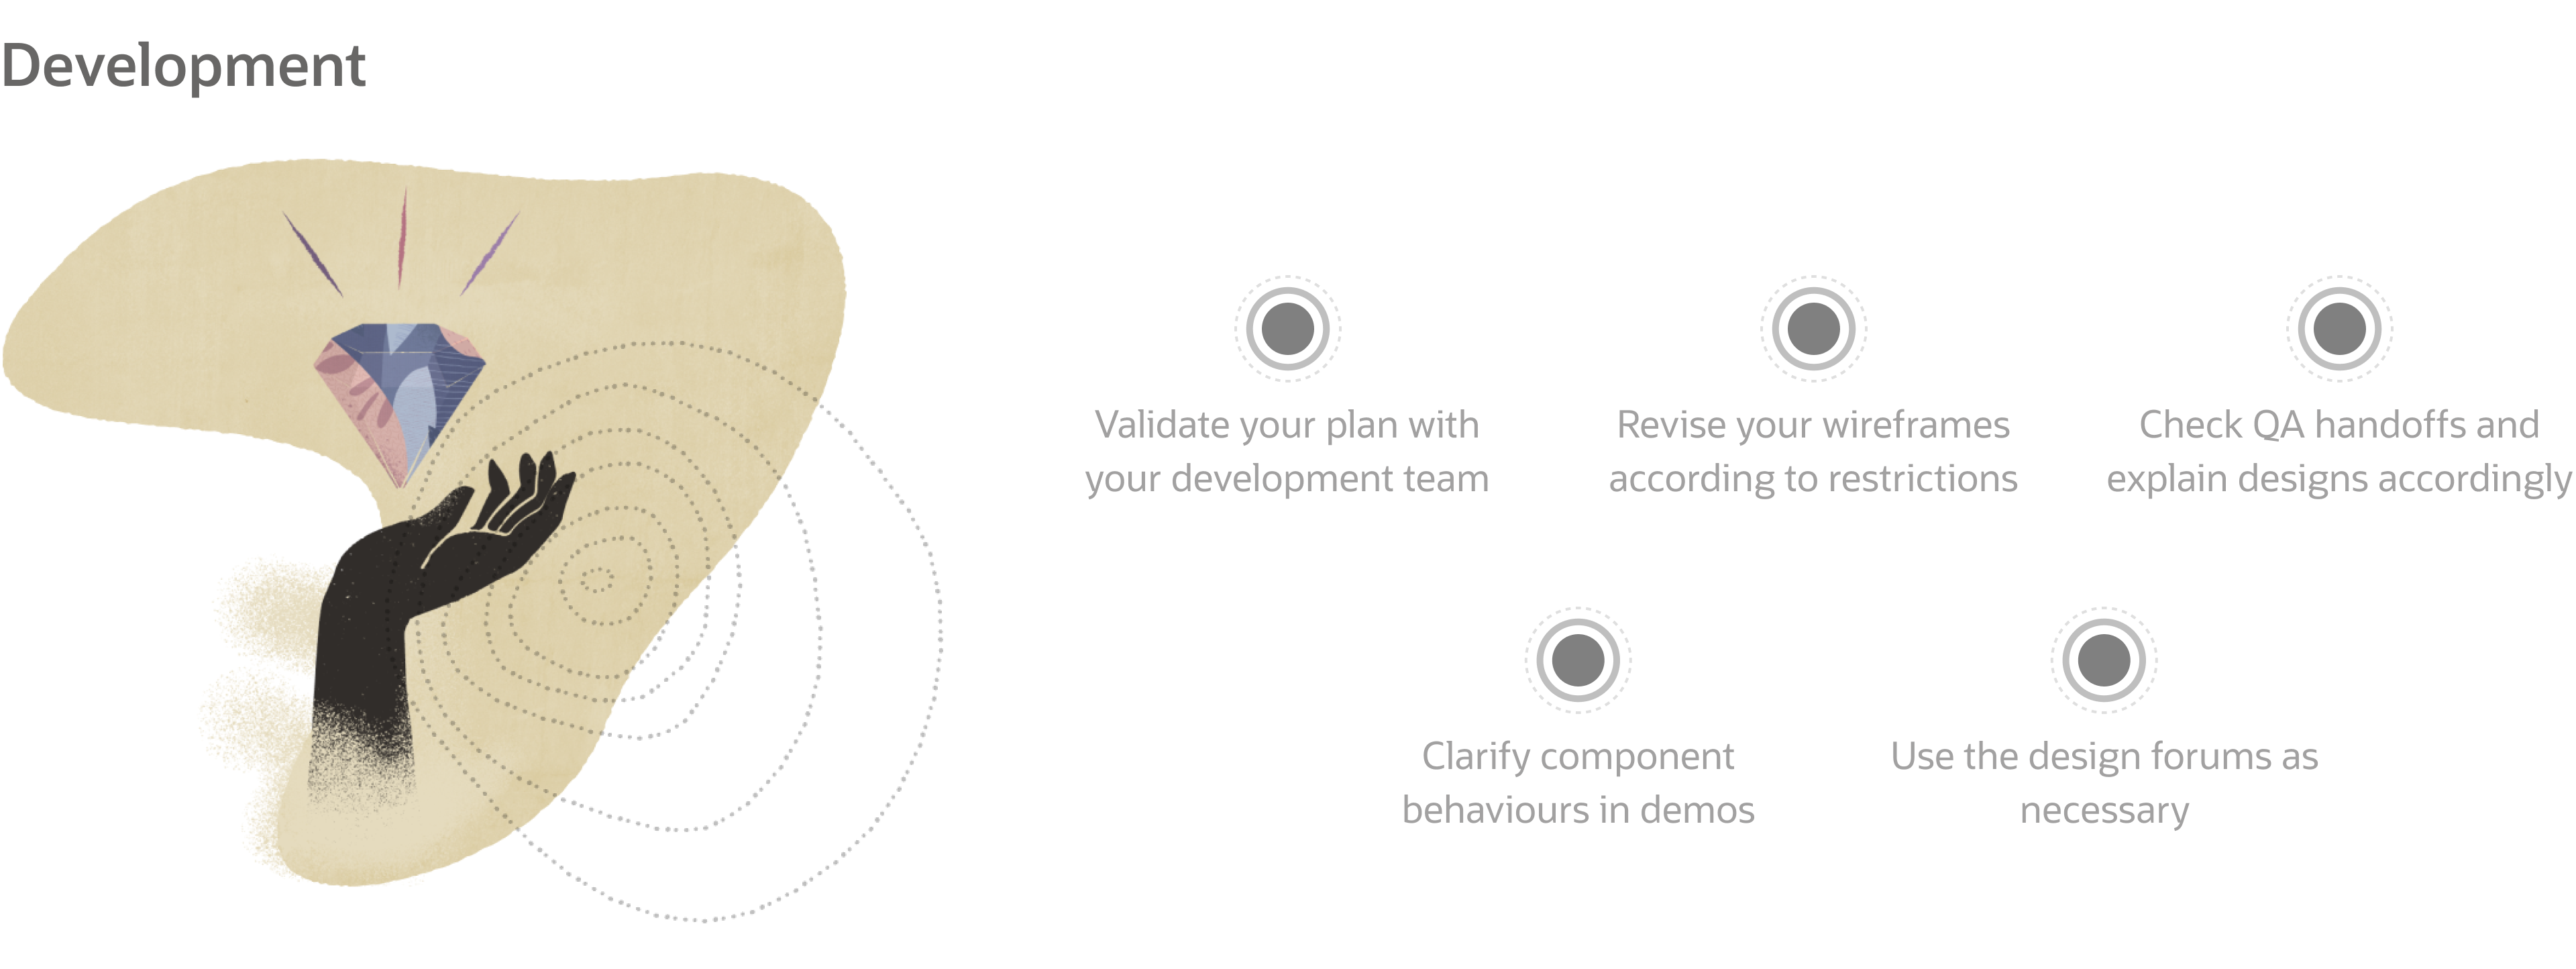 Development
Validate your plan with
your development team
Revise your wireframes
according to restrictions
Check QA handoffs and
explain designs accordingly
Clarify component
behaviours in demos
Use the design forums as
necessary